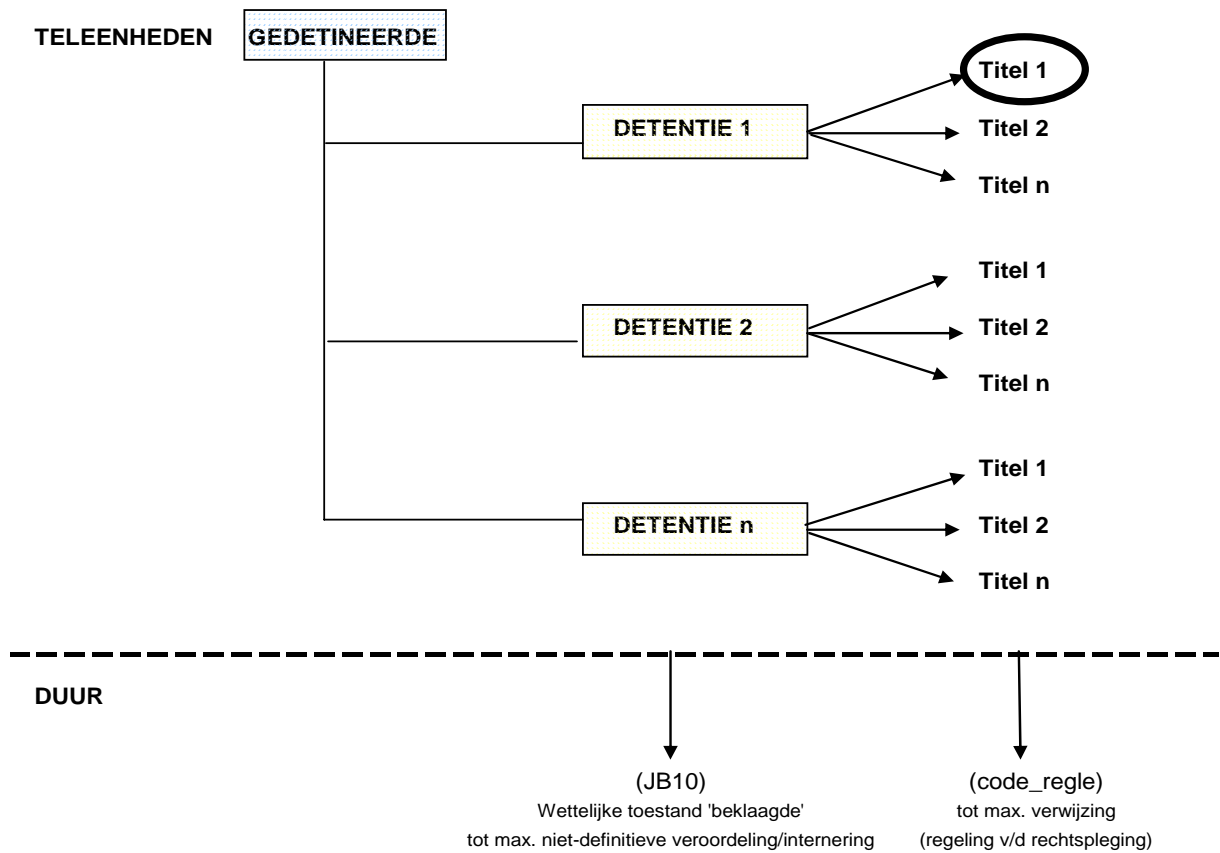 TELEENHEDEN
GEDETINEERDE
Titel 1
DETENTIE 1
Titel 2
Titel n
Titel 1
DETENTIE 2
Titel 2
Titel n
Titel 1
DETENTIE n
Titel 2
Titel n
DUUR
(JB10)
Wettelijke toestand 'beklaagde'
tot max. niet-definitieve veroordeling/internering
(code_regle)
tot max. verwijzing
(regeling v/d rechtspleging)